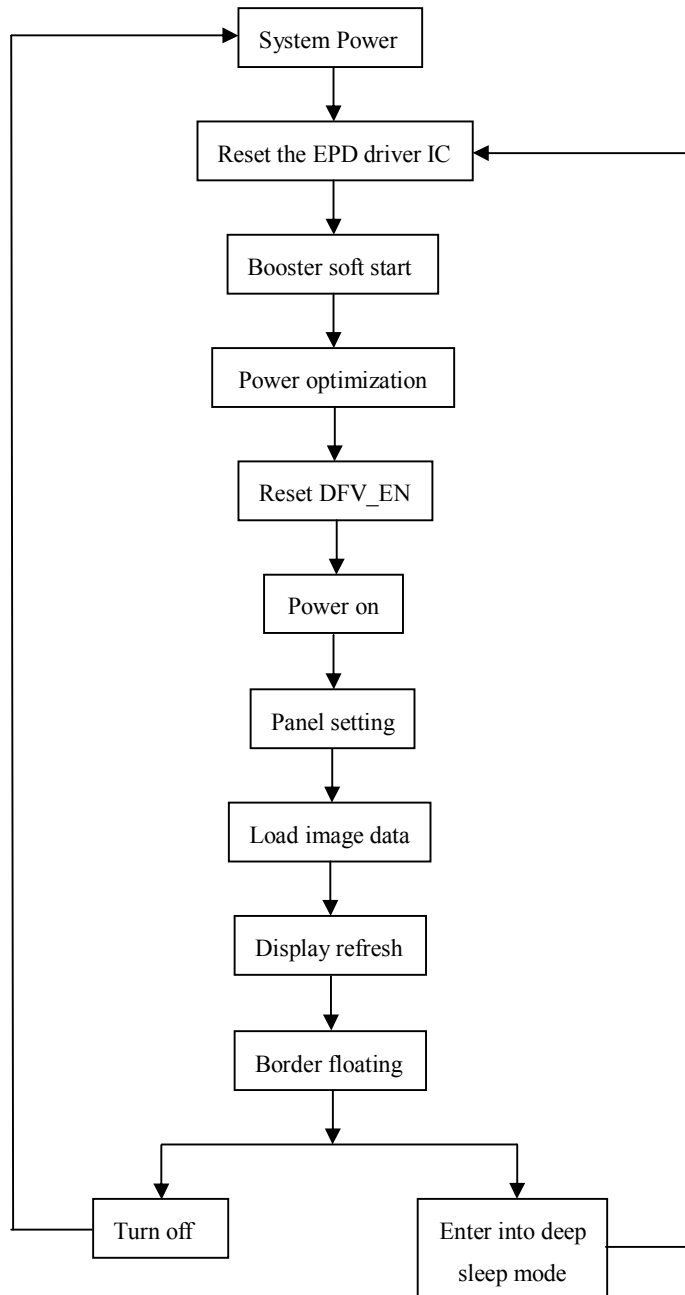 System Power
Reset the EPD driver IC
Booster soft start
Power optimization
Reset DFV_EN
Power on
Panel setting
Load image data
Display refresh
Border floating
Turn off
Enter into deep
sleep mode